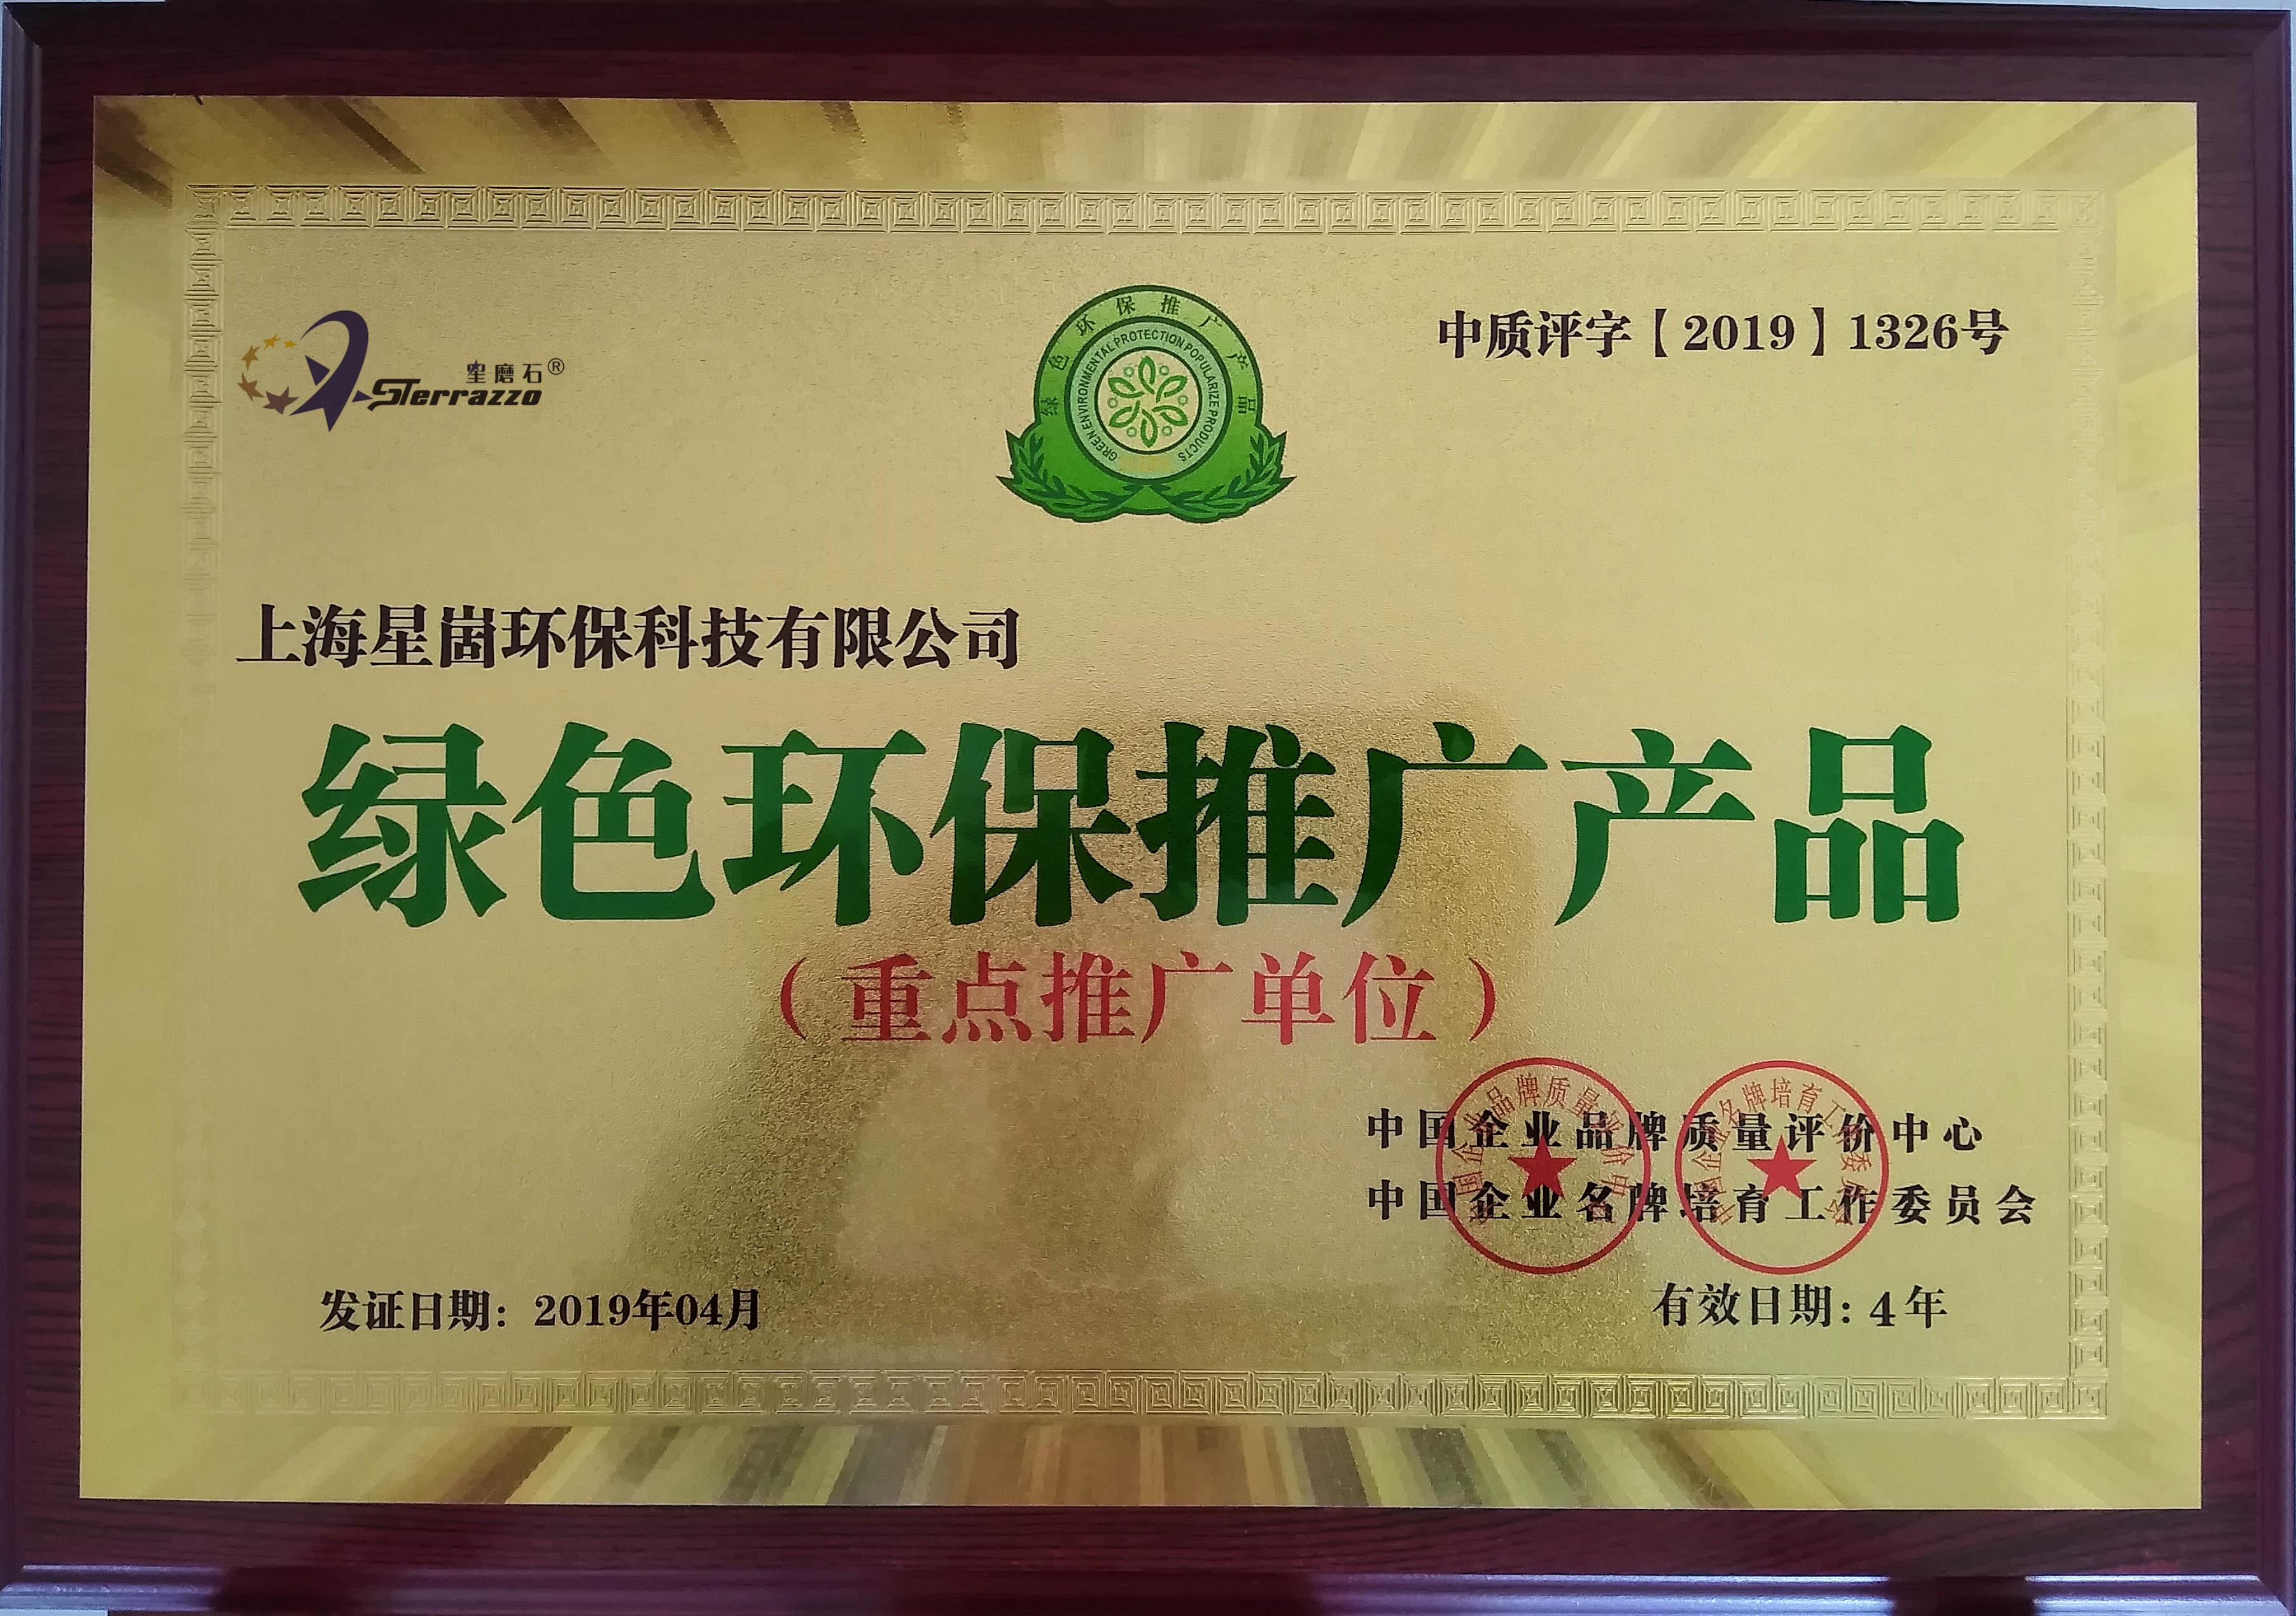 星磨石®
STerrazzo
绿色环保推广产品
GREEN ENVIRONMENTAL PROTECTION POPULARIZE PRODUCTS
中质评字【2019】1326号
上海星崮环保科技有限公司
绿色环保推广产品
（重点推广单位）
中国企业品牌质量评价中心
中国企业名牌培育工作委员会
发证日期：2019年04月
有效日期：4年